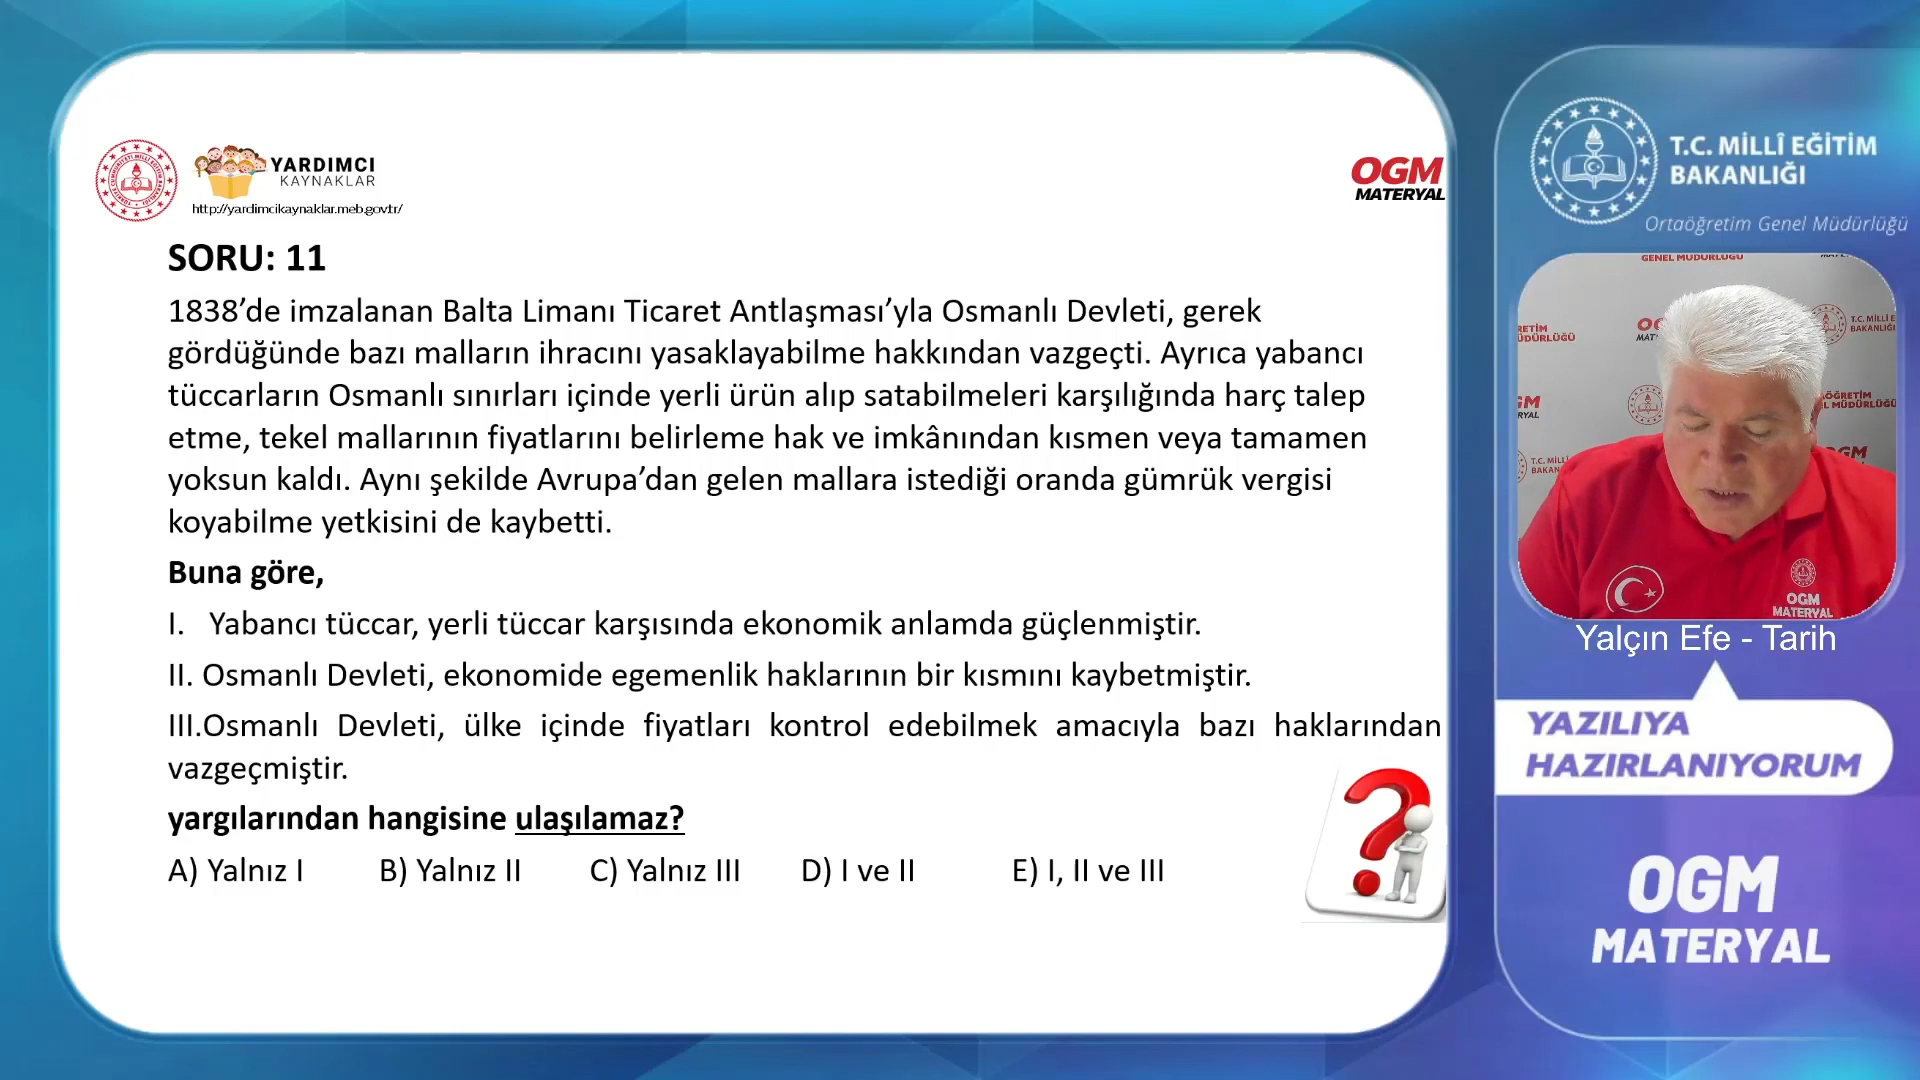 YARDIMCI
KAYNAKLAR
http://yardimcikaynaklar.meb.gov.tr/
OGM
MATERYAL
SORU: 11
1838’de imzalanan Balta Limanı Ticaret Antlaşması’yla Osmanlı Devleti, gerek
gördüğünde bazı malların ihracını yasaklayabilme hakkından vazgeçti. Ayrıca yabancı
tüccarların Osmanlı sınırları içinde yerli ürün alıp satabilmeleri karşılığında harç talep
etme, tekel mallarının fiyatlarını belirleme hak ve imkânından kısmen veya tamamen
yoksun kaldı. Aynı şekilde Avrupa’dan gelen mallara istediği oranda gümrük vergisi
koyabilme yetkisini de kaybetti.
Buna göre,
I. Yabancı tüccar, yerli tüccar karşısında ekonomik anlamda güçlenmiştir.
II. Osmanlı Devleti, ekonomide egemenlik haklarının bir kısmını kaybetmiştir.
III.Osmanlı Devleti, ülke içinde fiyatları kontrol edebilmek amacıyla bazı haklarından
vazgeçmiştir.
yargılarından hangisine ulaşılamaz?
A) Yalnız I B) Yalnız II C) Yalnız III D) I ve II E) I, II ve III
T.C. MİLLÎ EĞİTİM
BAKANLIĞI
Ortaöğretim Genel Müdürlüğü
GENEL MÜDÜRLÜĞÜ
OGM
MATERYAL
Yalçın Efe - Tarih
YAZILIYA
HAZIRLANIYORUM
OGM
MATERYAL